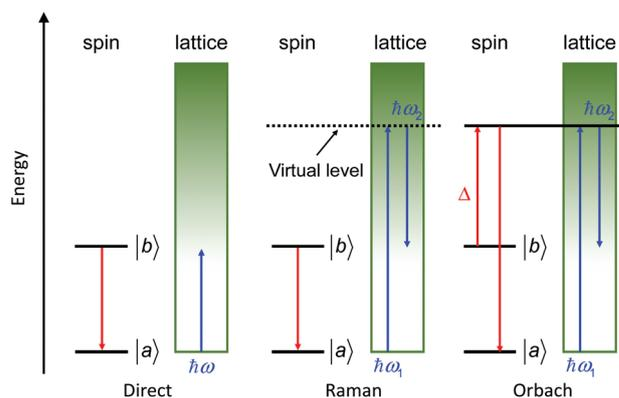 spin lattice spin lattice spin lattice
ħω₂ ħω₂
Virtual level
Energy
Δ
|b⟩ |b⟩ |b⟩
|a⟩ |a⟩ |a⟩
ħω ħω₁ ħω₁
Direct Raman Orbach